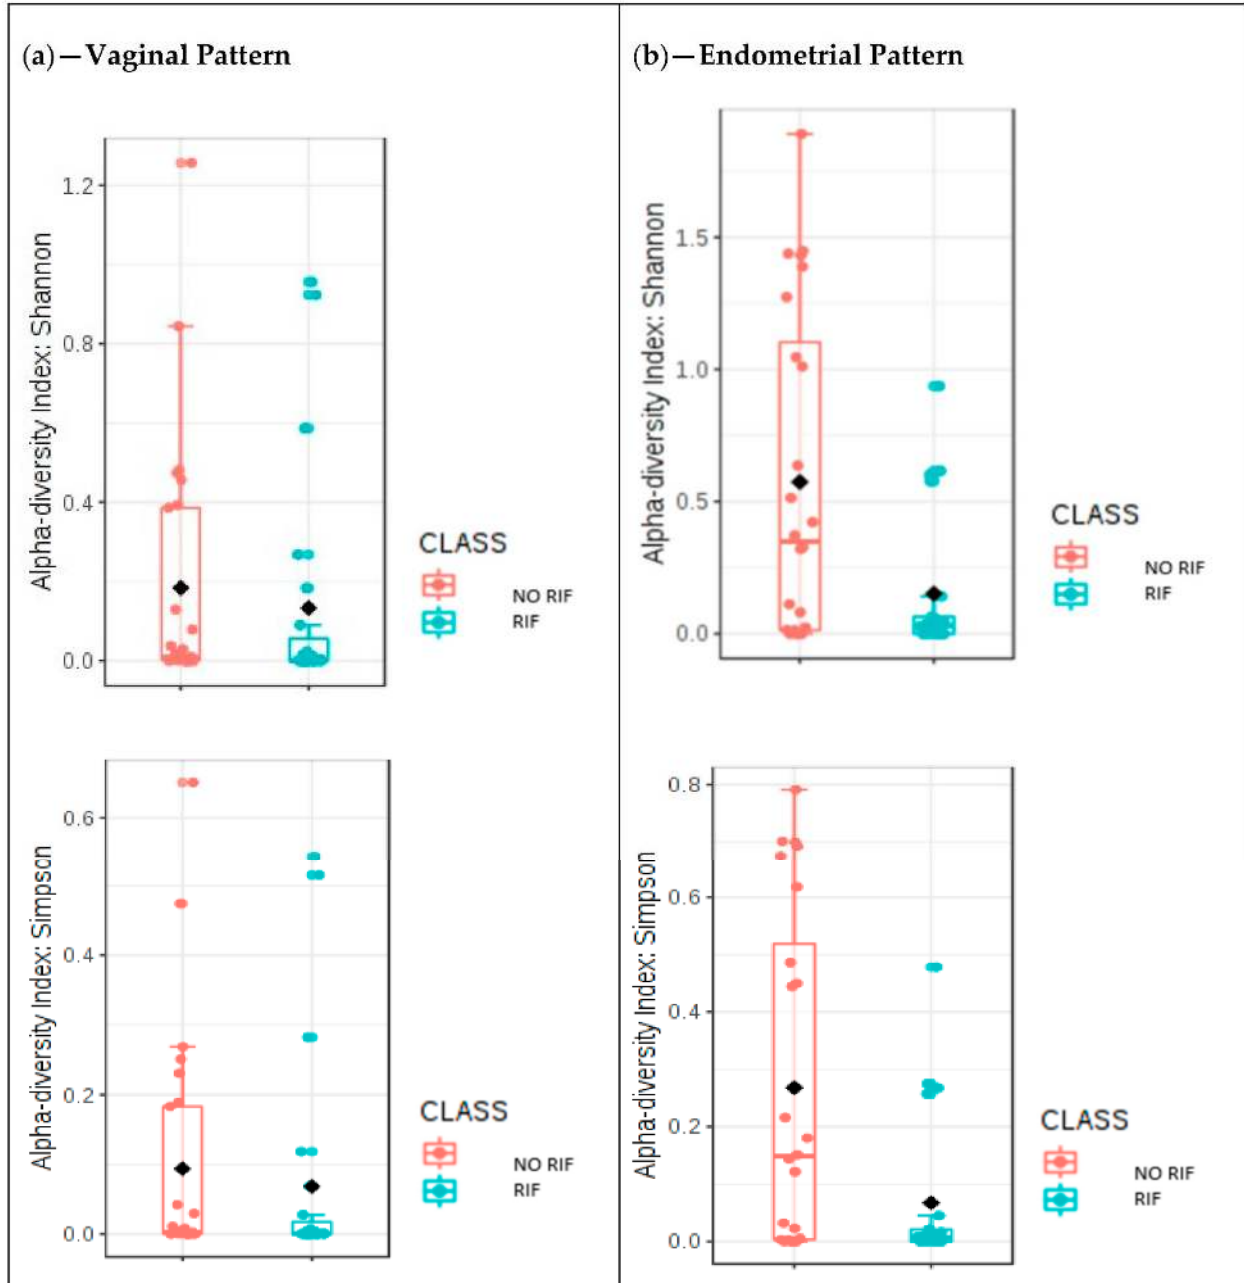 (a)—Vaginal Pattern
Alpha-diversity Index: Shannon
1.2
0.8
0.4
0.0
CLASS
NO RIF
RIF
Alpha-diversity Index: Simpson
0.6
0.4
0.2
0.0
CLASS
NO RIF
RIF
(b)—Endometrial Pattern
Alpha-diversity Index: Shannon
1.5
1.0
0.5
0.0
CLASS
NO RIF
RIF
Alpha-diversity Index: Simpson
0.8
0.6
0.4
0.2
0.0
CLASS
NO RIF
RIF